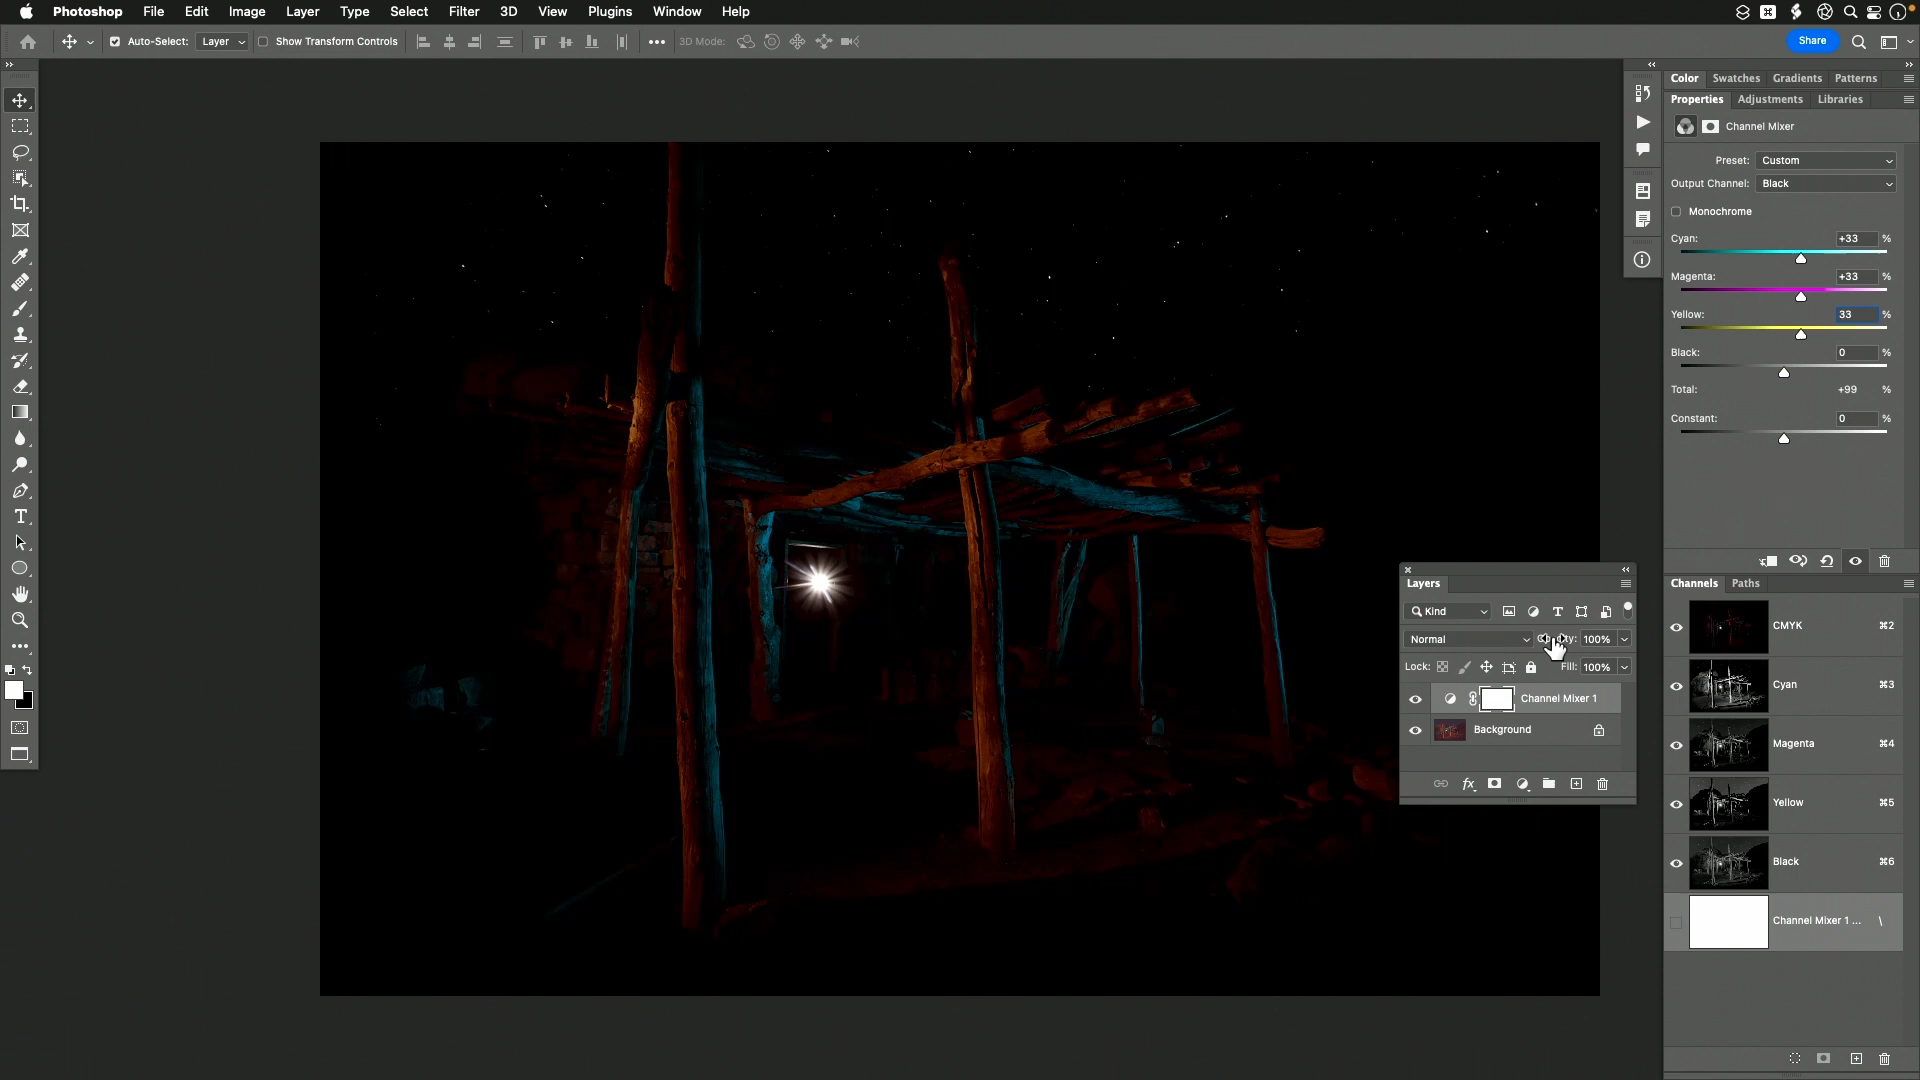 Photoshop File Edit Image Layer Type Select Filter 3D View Plugins Window Help
Auto-Select: Layer Show Transform Controls 3D Mode: Share
Color Swatches Gradients Patterns
Properties Adjustments Libraries
Channel Mixer
Preset: Custom
Output Channel: Black
Monochrome
Cyan: +33 %
Magenta: +33 %
Yellow: 33 %
Black: 0 %
Total: +99 %
Constant: 0 %
Layers
Kind
Normal 100%
Lock: Fill: 100%
Channel Mixer 1
Background
Channels Paths
CMYK ⌘2
Cyan ⌘3
Magenta ⌘4
Yellow ⌘5
Black ⌘6
Channel Mixer 1 ... \